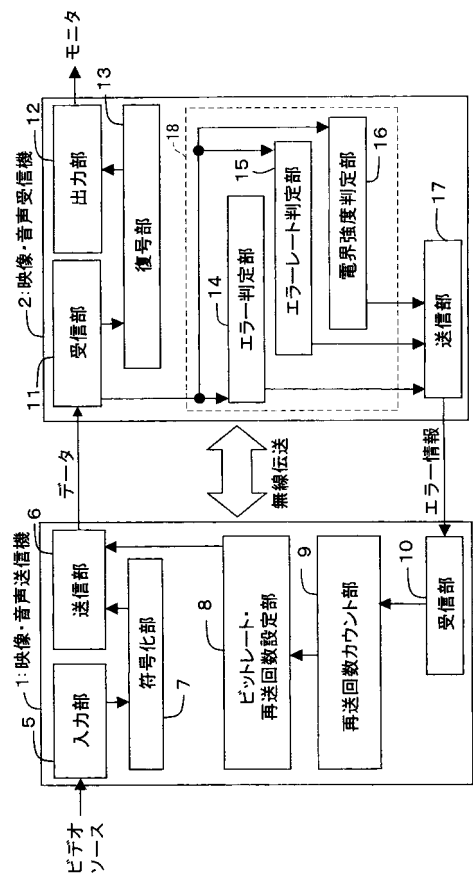 1:映像・音声送信機
ビデオ
ソース
5
入力部
6
送信部
7
符号化部
8
ビットレート・
再送回数設定部
9
再送回数カウント部
10
受信部
データ
無線伝送
エラー情報
2:映像・音声受信機
11
受信部
12
出力部
モニタ
13
復号部
18
14
エラー判定部
15
エラーレート判定部
16
電界強度判定部
17
送信部